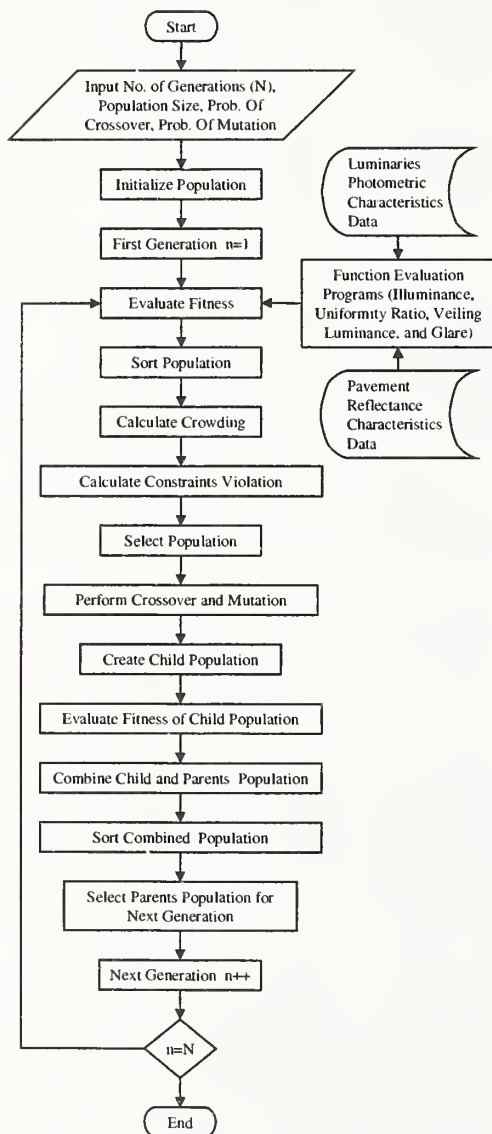 Start
Input No. of Generations (N),
Population Size, Prob. Of
Crossover, Prob. Of Mutation
Initialize Population
First Generation n=1
Evaluate Fitness
Luminaries
Photometric
Characteristics
Data
Function Evaluation
Programs (Illuminance,
Uniformity Ratio, Veiling
Luminance, and Glare)
Pavement
Reflectance
Characteristics
Data
Sort Population
Calculate Crowding
Calculate Constraints Violation
Select Population
Perform Crossover and Mutation
Create Child Population
Evaluate Fitness of Child Population
Combine Child and Parents Population
Sort Combined Population
Select Parents Population for
Next Generation
Next Generation n++
n=N
End